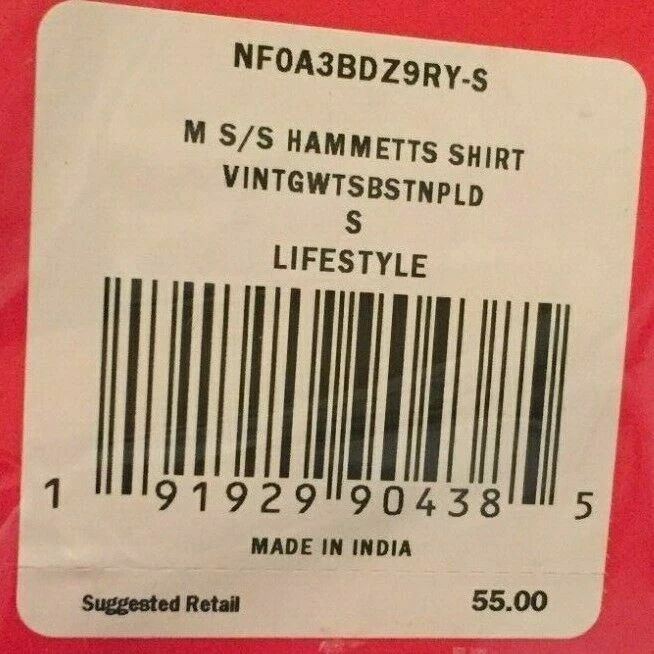 NF0A3BDZ9RY-S
M S/S HAMMETTS SHIRT
VINTGWTSBSTNPLD
S
LIFESTYLE
1 91929 90438 5
MADE IN INDIA
Suggested Retail 55.00